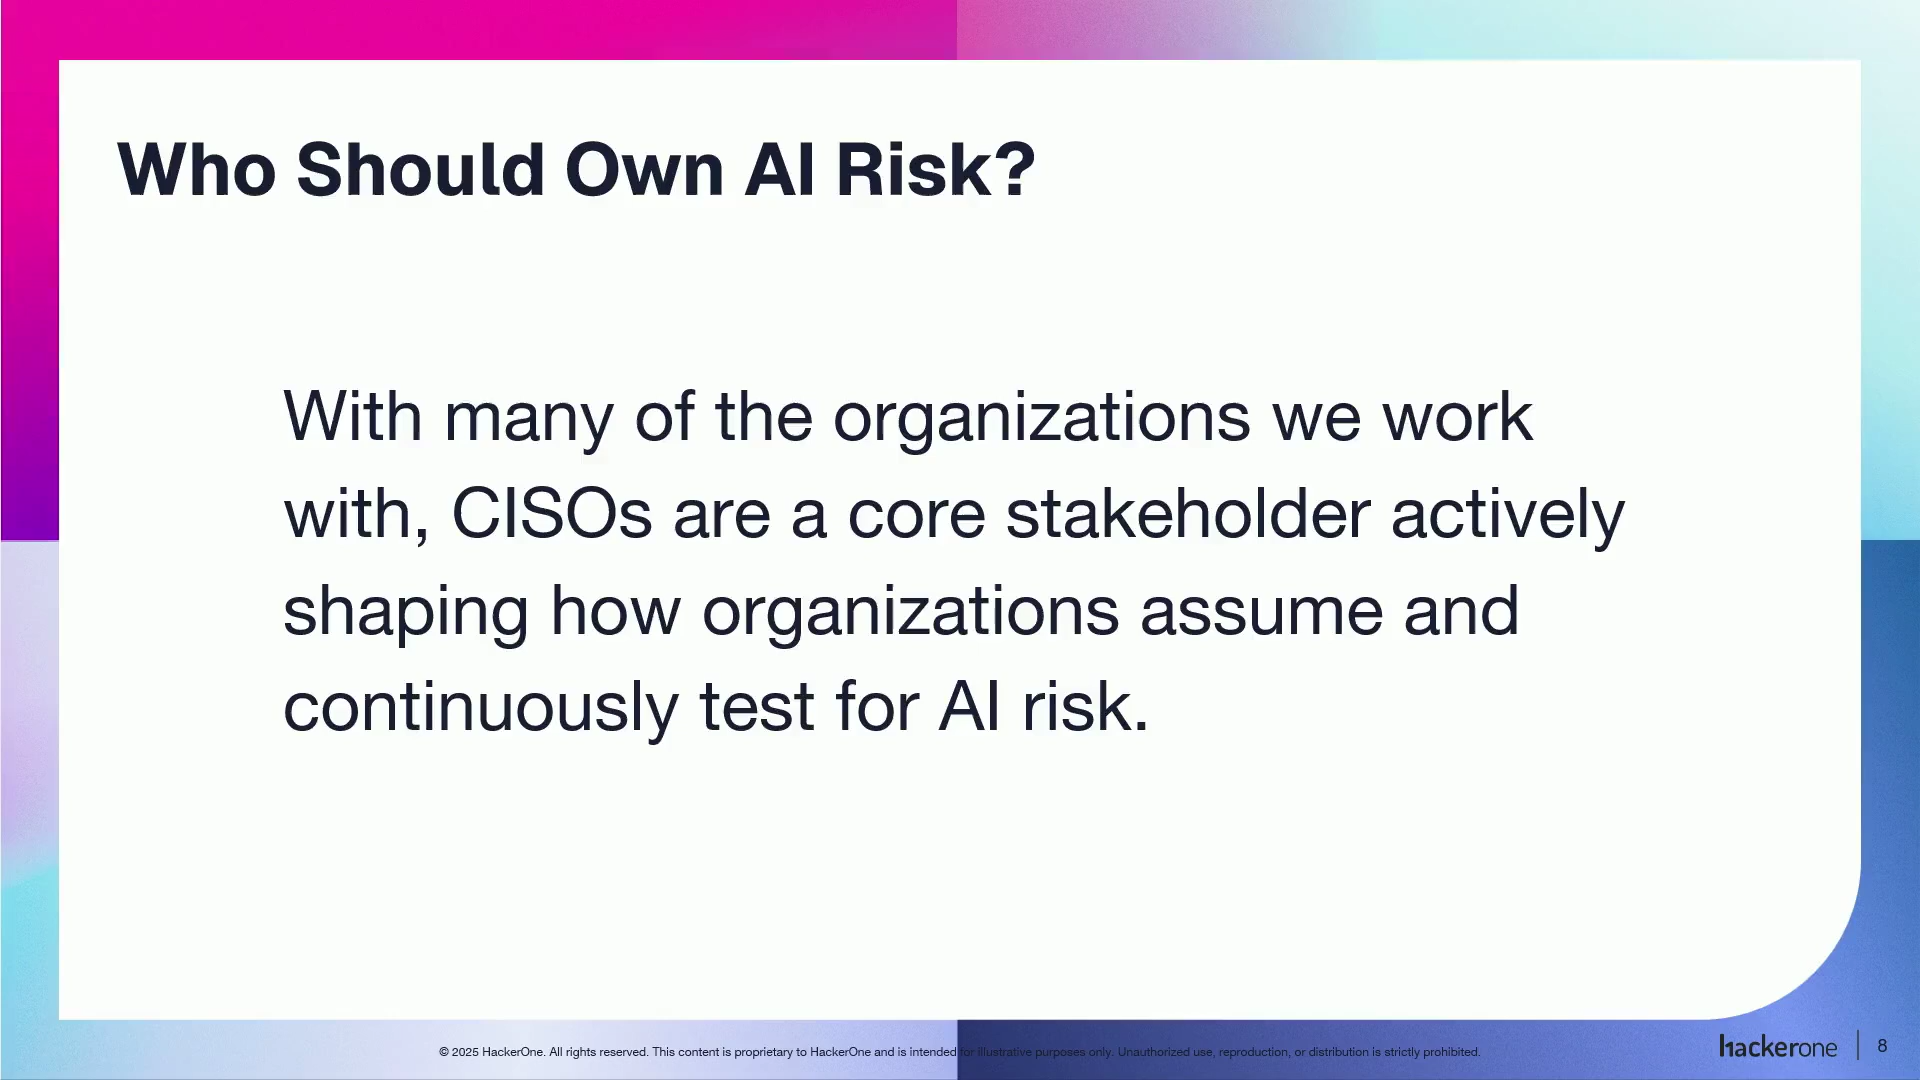 Who Should Own AI Risk?
With many of the organizations we work
with, CISOs are a core stakeholder actively
shaping how organizations assume and
continuously test for AI risk.
© 2025 HackerOne. All rights reserved. This content is proprietary to HackerOne and is intended for illustrative purposes only. Unauthorized use, reproduction, or distribution is strictly prohibited.
hackerone
8